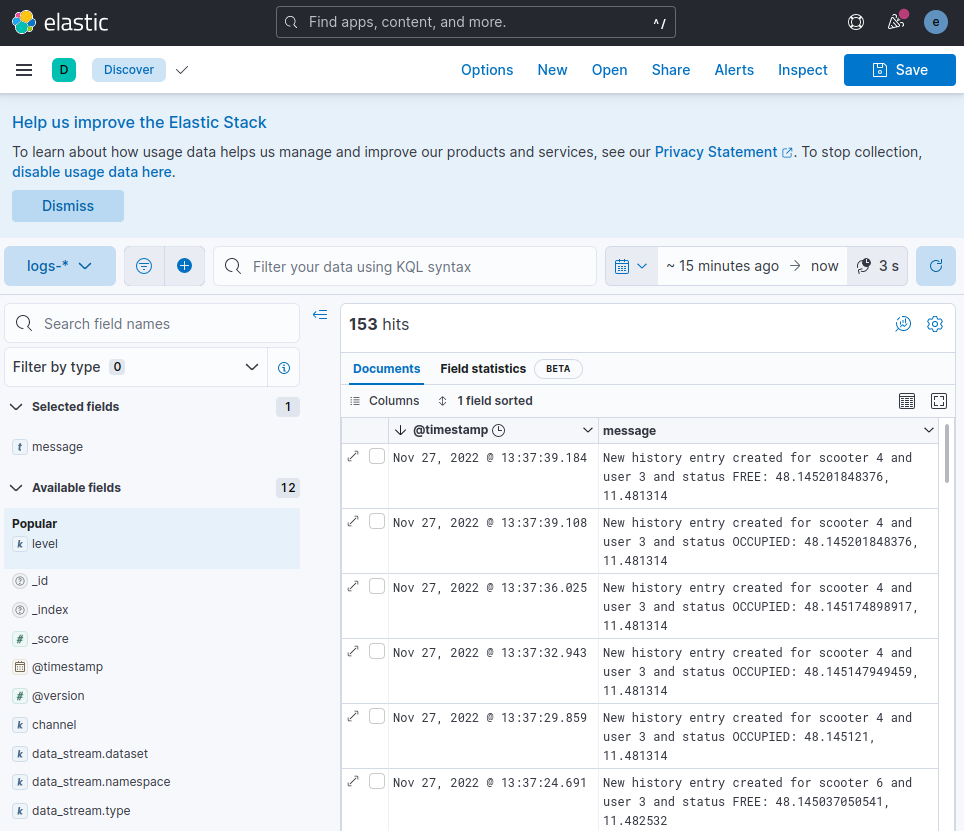 elastic
Find apps, content, and more.
^/
e
D
Discover
Options
New
Open
Share
Alerts
Inspect
Save
Help us improve the Elastic Stack
To learn about how usage data helps us manage and improve our products and services, see our Privacy Statement. To stop collection,
disable usage data here.
Dismiss
logs-*
Filter your data using KQL syntax
~ 15 minutes ago → now
3 s
Search field names
Filter by type 0
Selected fields 1
t message
Available fields 12
Popular
k level
_id
_index
# _score
@timestamp
# @version
k channel
k data_stream.dataset
k data_stream.namespace
k data_stream.type
153 hits
Documents
Field statistics
BETA
Columns
1 field sorted
@timestamp
message
Nov 27, 2022 @ 13:37:39.184
New history entry created for scooter 4 and
user 3 and status FREE: 48.145201848376,
11.481314
Nov 27, 2022 @ 13:37:39.108
New history entry created for scooter 4 and
user 3 and status OCCUPIED: 48.145201848376,
11.481314
Nov 27, 2022 @ 13:37:36.025
New history entry created for scooter 4 and
user 3 and status OCCUPIED: 48.145174898917,
11.481314
Nov 27, 2022 @ 13:37:32.943
New history entry created for scooter 4 and
user 3 and status OCCUPIED: 48.145147949459,
11.481314
Nov 27, 2022 @ 13:37:29.859
New history entry created for scooter 4 and
user 3 and status OCCUPIED: 48.145121,
11.481314
Nov 27, 2022 @ 13:37:24.691
New history entry created for scooter 6 and
user 3 and status FREE: 48.145037050541,
11.482532